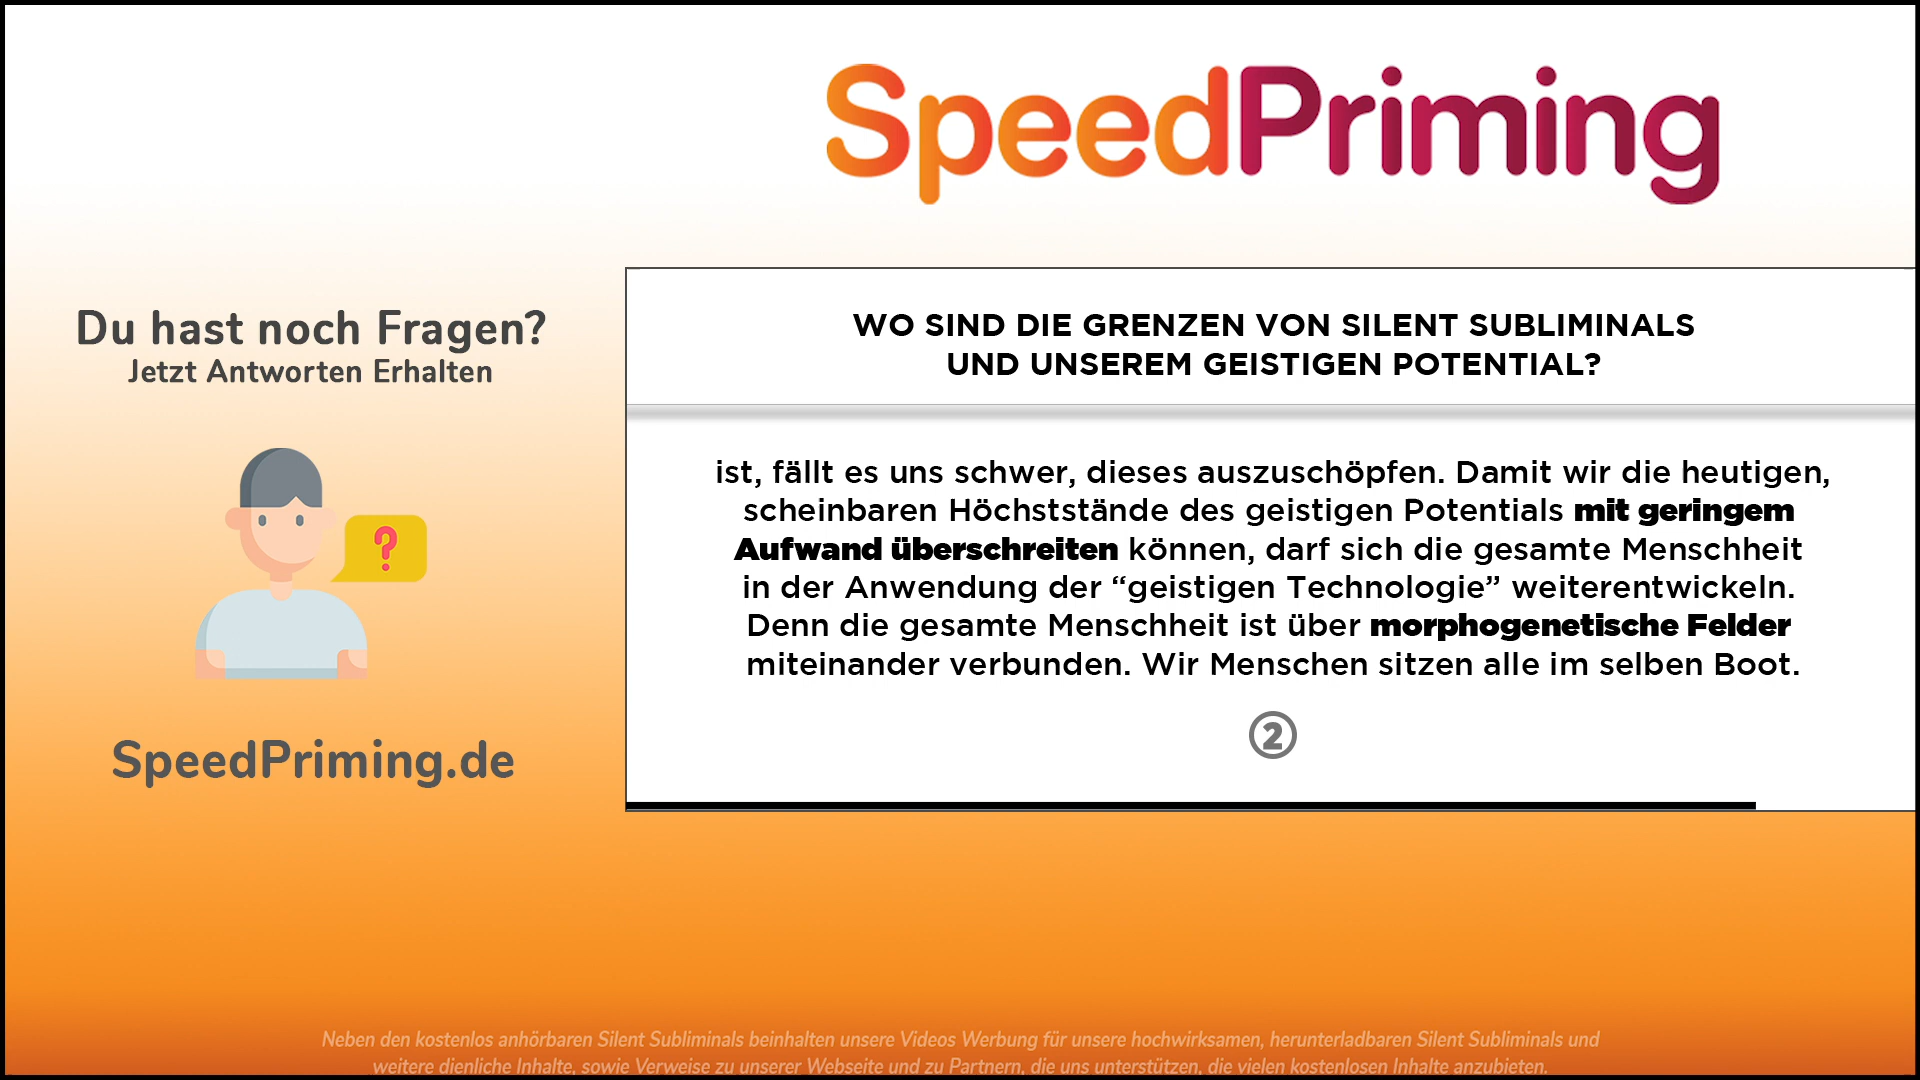 SpeedPriming
Du hast noch Fragen?
Jetzt Antworten Erhalten
?
SpeedPriming.de
WO SIND DIE GRENZEN VON SILENT SUBLIMINALS
UND UNSEREM GEISTIGEN POTENTIAL?
ist, fällt es uns schwer, dieses auszuschöpfen. Damit wir die heutigen,
scheinbaren Höchststände des geistigen Potentials mit geringem
Aufwand überschreiten können, darf sich die gesamte Menschheit
in der Anwendung der “geistigen Technologie” weiterentwickeln.
Denn die gesamte Menschheit ist über morphogenetische Felder
miteinander verbunden. Wir Menschen sitzen alle im selben Boot.
2
Neben den kostenlos anhörbaren Silent Subliminals beinhalten unsere Videos Werbung für unsere hochwirksamen, herunterladbaren Silent Subliminals und
weitere dienliche Inhalte, sowie Verweise zu unserer Webseite und zu Partnern, die uns unterstützen, die vielen kostenlosen Inhalte anzubieten.